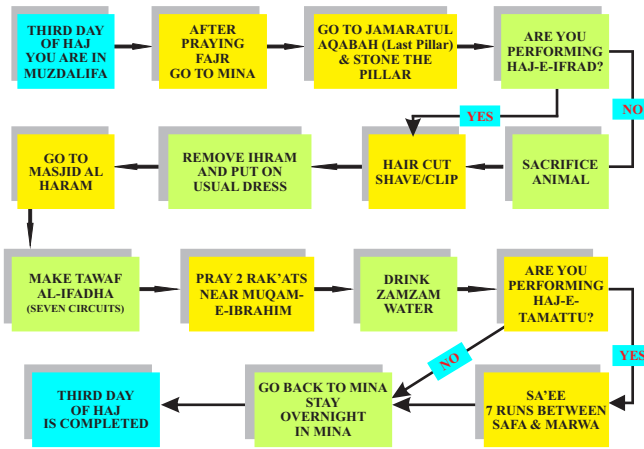 THIRD DAY
OF HAJ
YOU ARE IN
MUZDALIFA
AFTER
PRAYING
FAJR
GO TO MINA
GO TO JAMARATUL
AQABAH (Last Pillar)
& STONE THE
PILLAR
ARE YOU
PERFORMING
HAJ-E-IFRAD?
YES
NO
GO TO
MASJID AL
HARAM
REMOVE IHRAM
AND PUT ON
USUAL DRESS
HAIR CUT
SHAVE/CLIP
SACRIFICE
ANIMAL
MAKE TAWAF
AL-IFADHA
(SEVEN CIRCUITS)
PRAY 2 RAK'ATS
NEAR MUQAM-
E-IBRAHIM
DRINK
ZAMZAM
WATER
ARE YOU
PERFORMING
HAJ-E-
TAMATTU?
NO
YES
THIRD DAY
OF HAJ
IS COMPLETED
GO BACK TO MINA
STAY
OVERNIGHT
IN MINA
SA'EE
7 RUNS BETWEEN
SAFA & MARWA